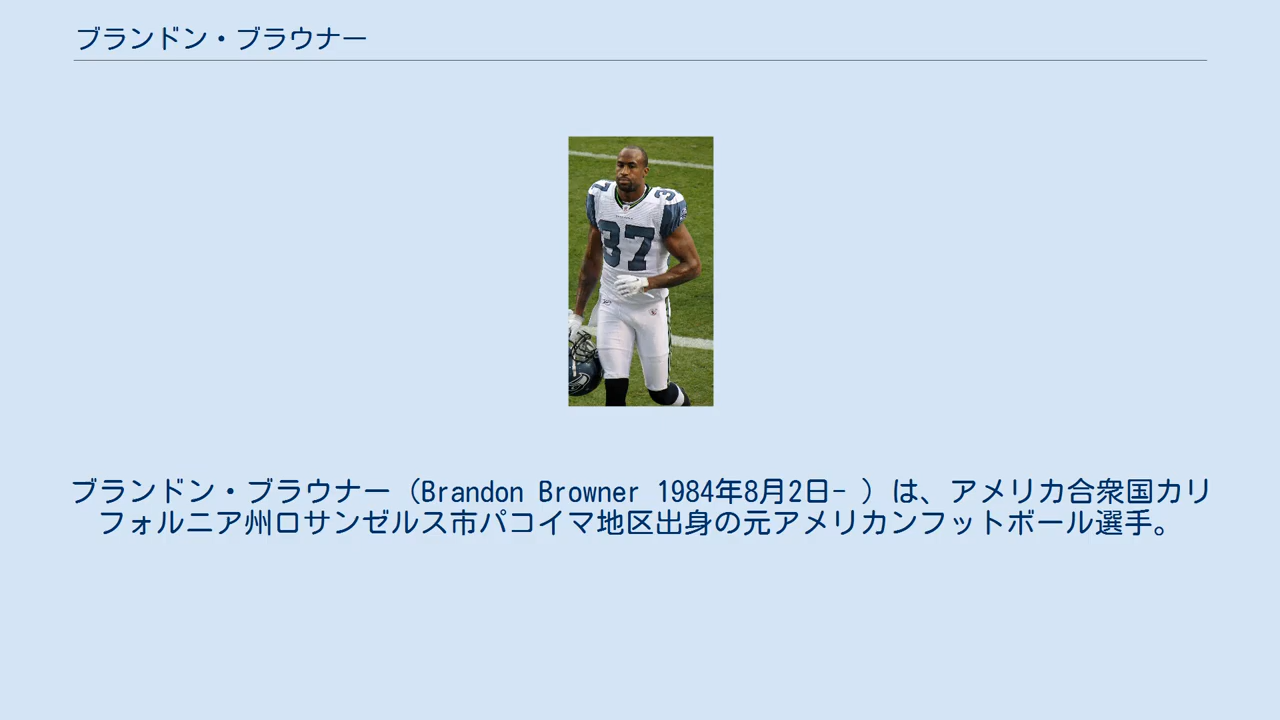 ブランドン・ブラウナー
37
ブランドン・ブラウナー（Brandon Browner 1984年8月2日- ）は、アメリカ合衆国カリ
フォルニア州ロサンゼルス市パコイマ地区出身の元アメリカンフットボール選手。